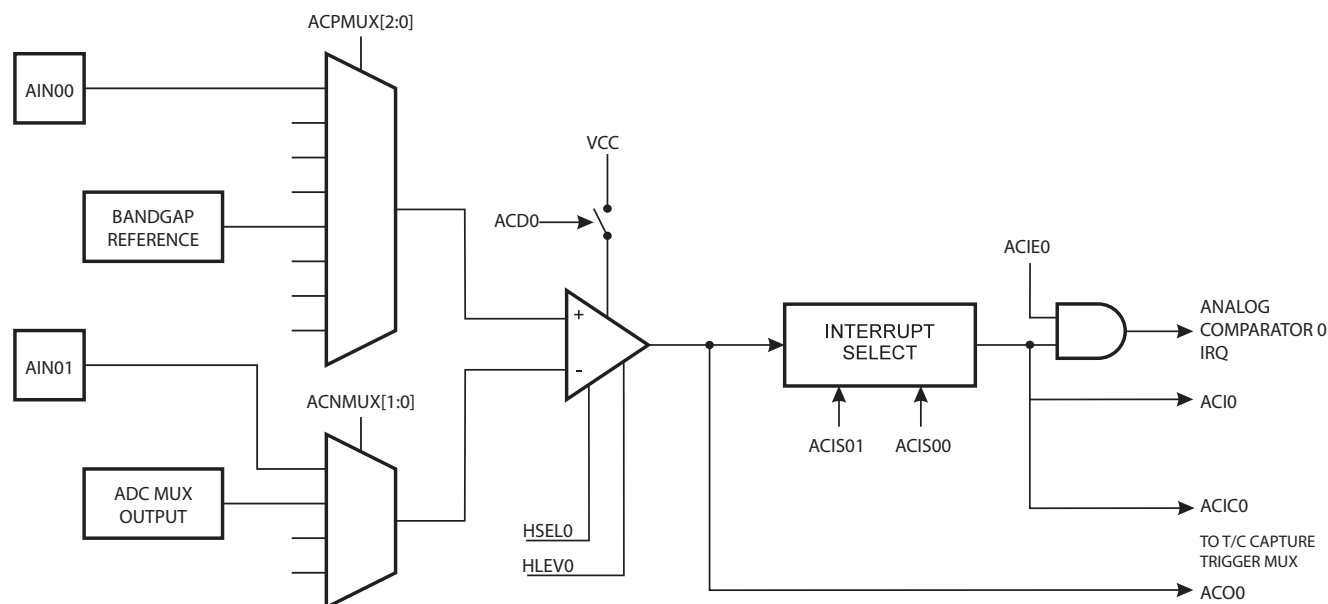 ACPMUX[2:0]
AIN00
VCC
BANDGAP
REFERENCE
ACD0
ACIE0
ANALOG
COMPARATOR 0
IRQ
+
INTERRUPT
SELECT
AIN01
-
ACNMUX[1:0]
ACI0
ACIS01
ACIS00
ADC MUX
OUTPUT
ACIC0
HSEL0
TO T/C CAPTURE
TRIGGER MUX
HLEV0
ACO0